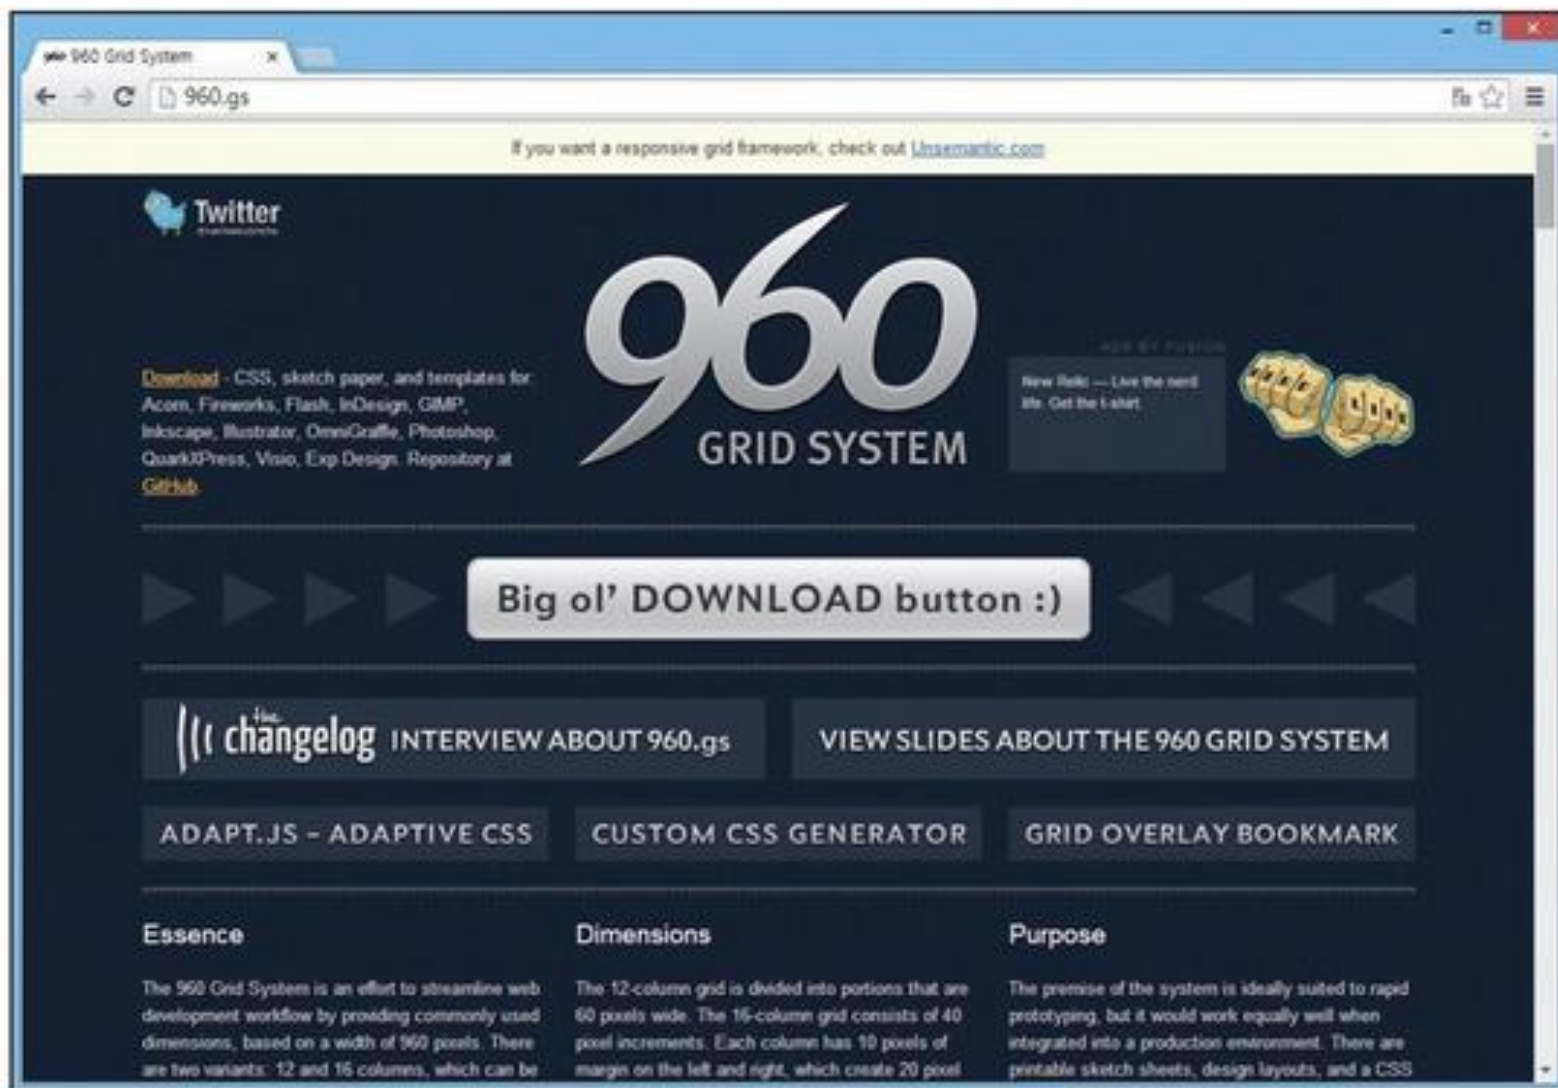 960 Grid System
960.gs
If you want a responsive grid framework, check out Unsemantic.com
Twitter
960
GRID SYSTEM
Download - CSS, sketch paper, and templates for:
Acorn, Fireworks, Flash, InDesign, GIMP,
Inkscape, Illustrator, OmniGraffle, Photoshop,
QuarkXPress, Visio, Exp Design. Repository at
GitHub.
ADS BY FUSION
New Relic — Live the nerd
life. Get the t-shirt.
Big ol' DOWNLOAD button :)
the changelog INTERVIEW ABOUT 960.gs
VIEW SLIDES ABOUT THE 960 GRID SYSTEM
ADAPT.JS – ADAPTIVE CSS
CUSTOM CSS GENERATOR
GRID OVERLAY BOOKMARK
Essence
The 960 Grid System is an effort to streamline web
development workflow by providing commonly used
dimensions, based on a width of 960 pixels. There
are two variants: 12 and 16 columns, which can be
Dimensions
The 12-column grid is divided into portions that are
60 pixels wide. The 16-column grid consists of 40
pixel increments. Each column has 10 pixels of
margin on the left and right, which create 20 pixel
Purpose
The premise of the system is ideally suited to rapid
prototyping, but it would work equally well when
integrated into a production environment. There are
printable sketch sheets, design layouts, and a CSS